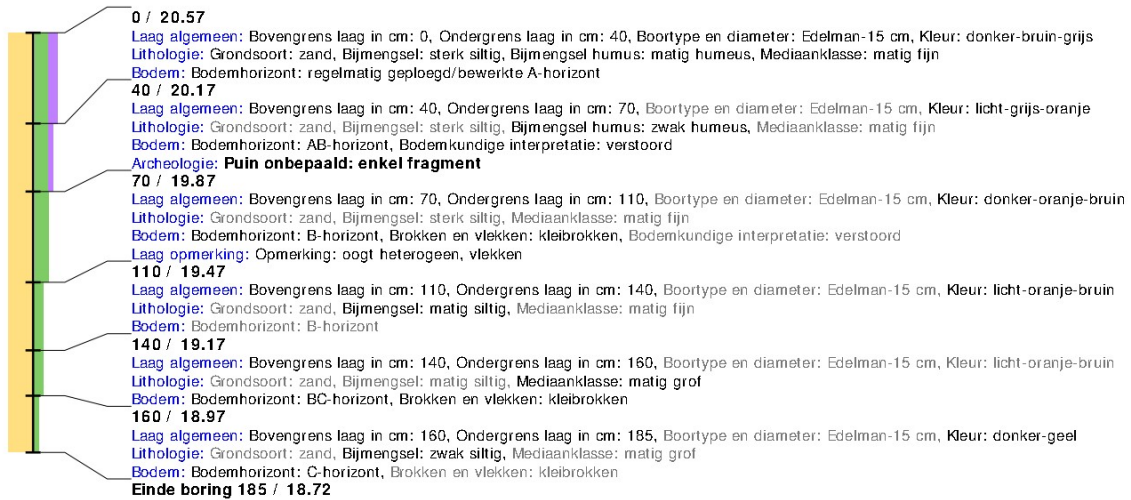 0 / 20.57
Laag algemeen: Bovengrens laag in cm: 0, Ondergrens laag in cm: 40, Boortype en diameter: Edelman-15 cm, Kleur: donker-bruin-grijs
Lithologie: Grondsoort: zand, Bijmengsel: sterk siltig, Bijmengsel humus: matig humeus, Mediaanklasse: matig fijn
Bodem: Bodemhorizont: regelmatig geploegd/bewerkte A-horizont
40 / 20.17
Laag algemeen: Bovengrens laag in cm: 40, Ondergrens laag in cm: 70, Boortype en diameter: Edelman-15 cm, Kleur: licht-grijs-oranje
Lithologie: Grondsoort: zand, Bijmengsel: sterk siltig, Bijmengsel humus: zwak humeus, Mediaanklasse: matig fijn
Bodem: Bodemhorizont: AB-horizont, Bodemkundige interpretatie: verstoord
Archeologie: Puin onbepaald: enkel fragment
70 / 19.87
Laag algemeen: Bovengrens laag in cm: 70, Ondergrens laag in cm: 110, Boortype en diameter: Edelman-15 cm, Kleur: donker-oranje-bruin
Lithologie: Grondsoort: zand, Bijmengsel: sterk siltig, Mediaanklasse: matig fijn
Bodem: Bodemhorizont: B-horizont, Brokken en vlekken: kleibrokken, Bodemkundige interpretatie: verstoord
Laag opmerking: Opmerking: oogt heterogeen, vlekken
110 / 19.47
Laag algemeen: Bovengrens laag in cm: 110, Ondergrens laag in cm: 140, Boortype en diameter: Edelman-15 cm, Kleur: licht-oranje-bruin
Lithologie: Grondsoort: zand, Bijmengsel: matig siltig, Mediaanklasse: matig fijn
Bodem: Bodemhorizont: B-horizont
140 / 19.17
Laag algemeen: Bovengrens laag in cm: 140, Ondergrens laag in cm: 160, Boortype en diameter: Edelman-15 cm, Kleur: licht-oranje-bruin
Lithologie: Grondsoort: zand, Bijmengsel: matig siltig, Mediaanklasse: matig grof
Bodem: Bodemhorizont: BC-horizont, Brokken en vlekken: kleibrokken
160 / 18.97
Laag algemeen: Bovengrens laag in cm: 160, Ondergrens laag in cm: 185, Boortype en diameter: Edelman-15 cm, Kleur: donker-geel
Lithologie: Grondsoort: zand, Bijmengsel: zwak siltig, Mediaanklasse: matig grof
Bodem: Bodemhorizont: C-horizont, Brokken en vlekken: kleibrokken
Einde boring 185 / 18.72